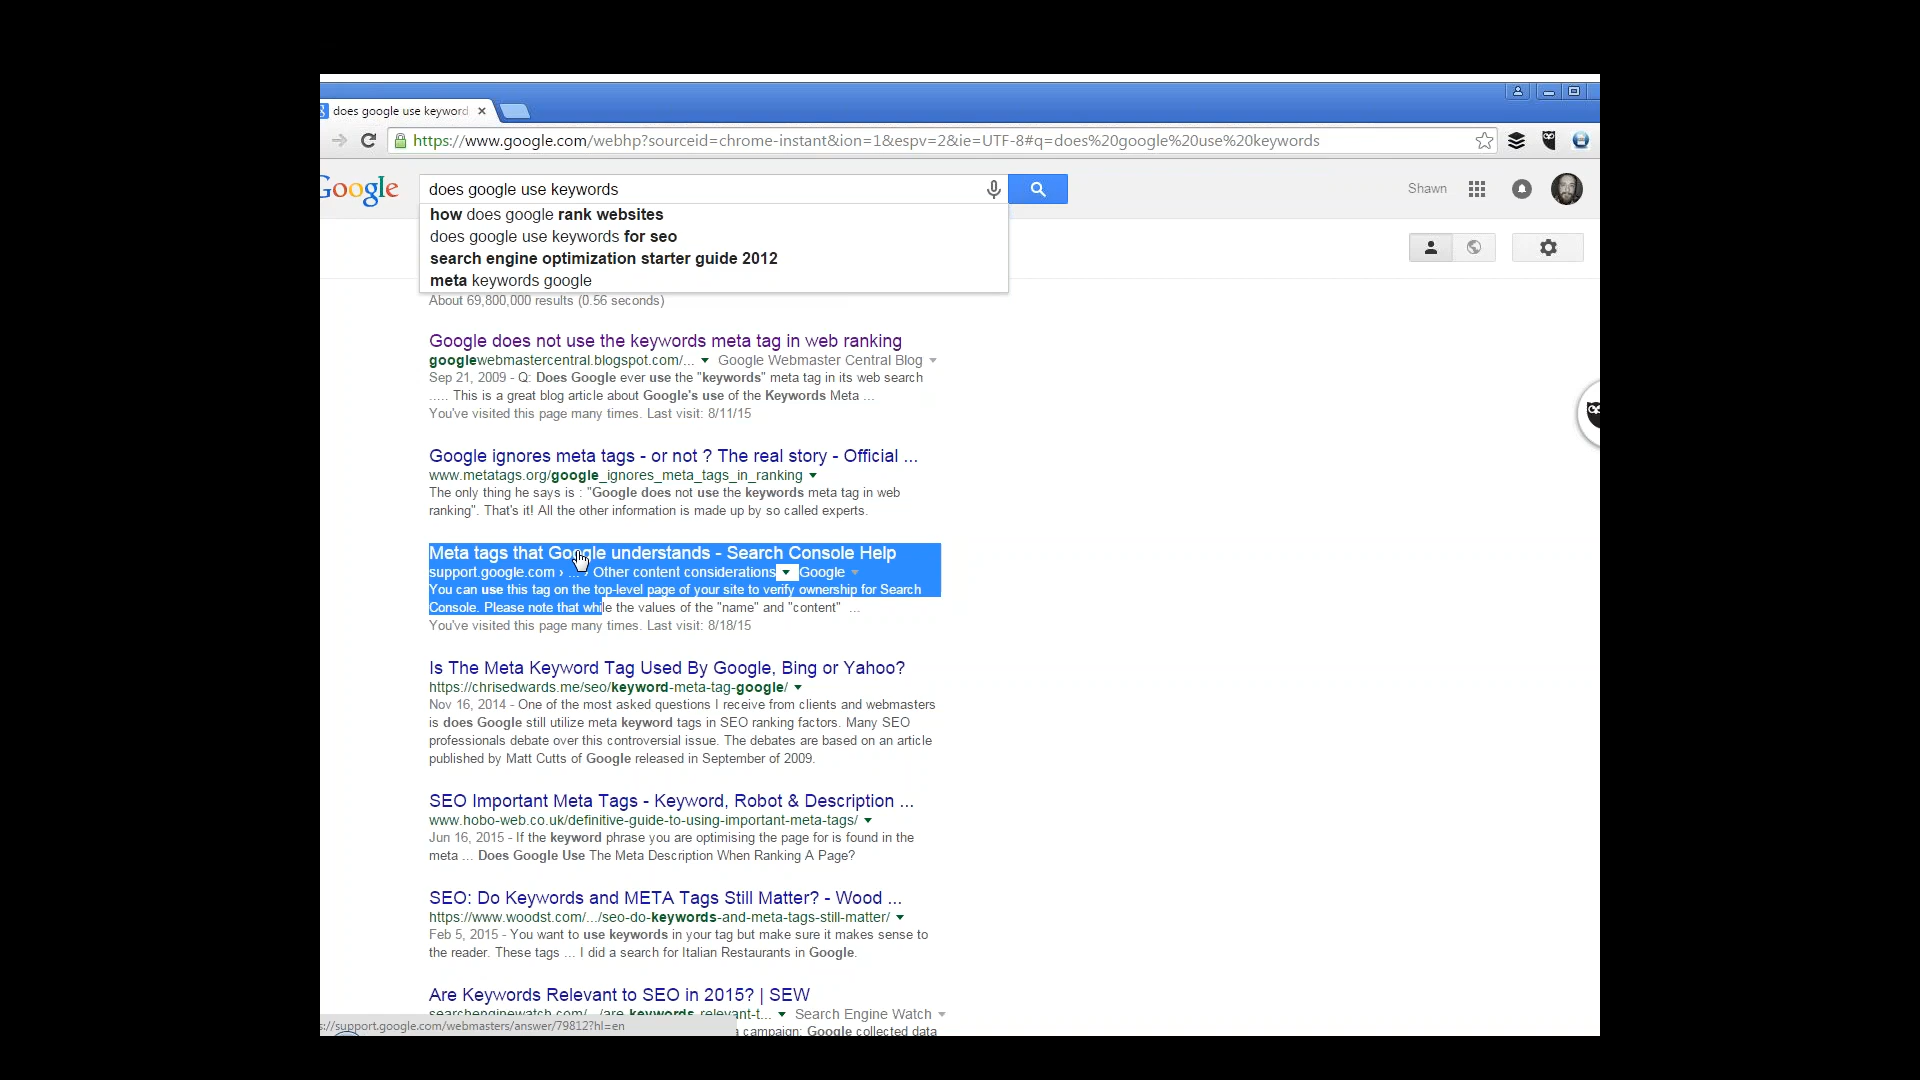 does google use keyword
https://www.google.com/webhp?sourceid=chrome-instant&ion=1&espv=2&ie=UTF-8#q=does%20google%20use%20keywords
Google
does google use keywords
Shawn
how does google rank websites
does google use keywords for seo
search engine optimization starter guide 2012
meta keywords google
About 69,800,000 results (0.56 seconds)
Google does not use the keywords meta tag in web ranking
googlewebmastercentral.blogspot.com/... Google Webmaster Central Blog
Sep 21, 2009 - Q: Does Google ever use the "keywords" meta tag in its web search
..... This is a great blog article about Google's use of the Keywords Meta ...
You've visited this page many times. Last visit: 8/11/15
Google ignores meta tags - or not ? The real story - Official ...
www.metatags.org/google_ignores_meta_tags_in_ranking
The only thing he says is : "Google does not use the keywords meta tag in web
ranking". That's it! All the other information is made up by so called experts.
Meta tags that Google understands - Search Console Help
support.google.com › ... › Other content considerations Google
You can use this tag on the top-level page of your site to verify ownership for Search
Console. Please note that while the values of the "name" and "content" ...
You've visited this page many times. Last visit: 8/18/15
Is The Meta Keyword Tag Used By Google, Bing or Yahoo?
https://chrisedwards.me/seo/keyword-meta-tag-google/
Nov 16, 2014 - One of the most asked questions I receive from clients and webmasters
is does Google still utilize meta keyword tags in SEO ranking factors. Many SEO
professionals debate over this controversial issue. The debates are based on an article
published by Matt Cutts of Google released in September of 2009.
SEO Important Meta Tags - Keyword, Robot & Description ...
www.hobo-web.co.uk/definitive-guide-to-using-important-meta-tags/
Jun 16, 2015 - If the keyword phrase you are optimising the page for is found in the
meta ... Does Google Use The Meta Description When Ranking A Page?
SEO: Do Keywords and META Tags Still Matter? - Wood ...
https://www.woodst.com/.../seo-do-keywords-and-meta-tags-still-matter/
Feb 5, 2015 - You want to use keywords in your tag but make sure it makes sense to
the reader. These tags ... I did a search for Italian Restaurants in Google.
Are Keywords Relevant to SEO in 2015? | SEW
searchenginewatch.com/.../are-keywords-relevant-t... Search Engine Watch
s://support.google.com/webmasters/answer/79812?hl=en
a campaign: Google collected data